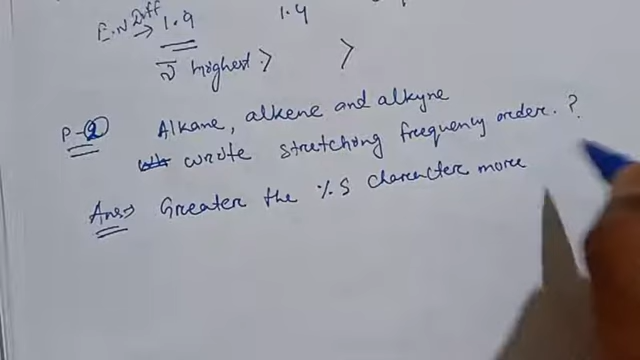 E.N Diff → 1.9 1.4
ν̄ highest > >
P-2 Alkane, alkene and alkyne
wrote stretching frequency order. ?
Ans→ Greater the %S character more